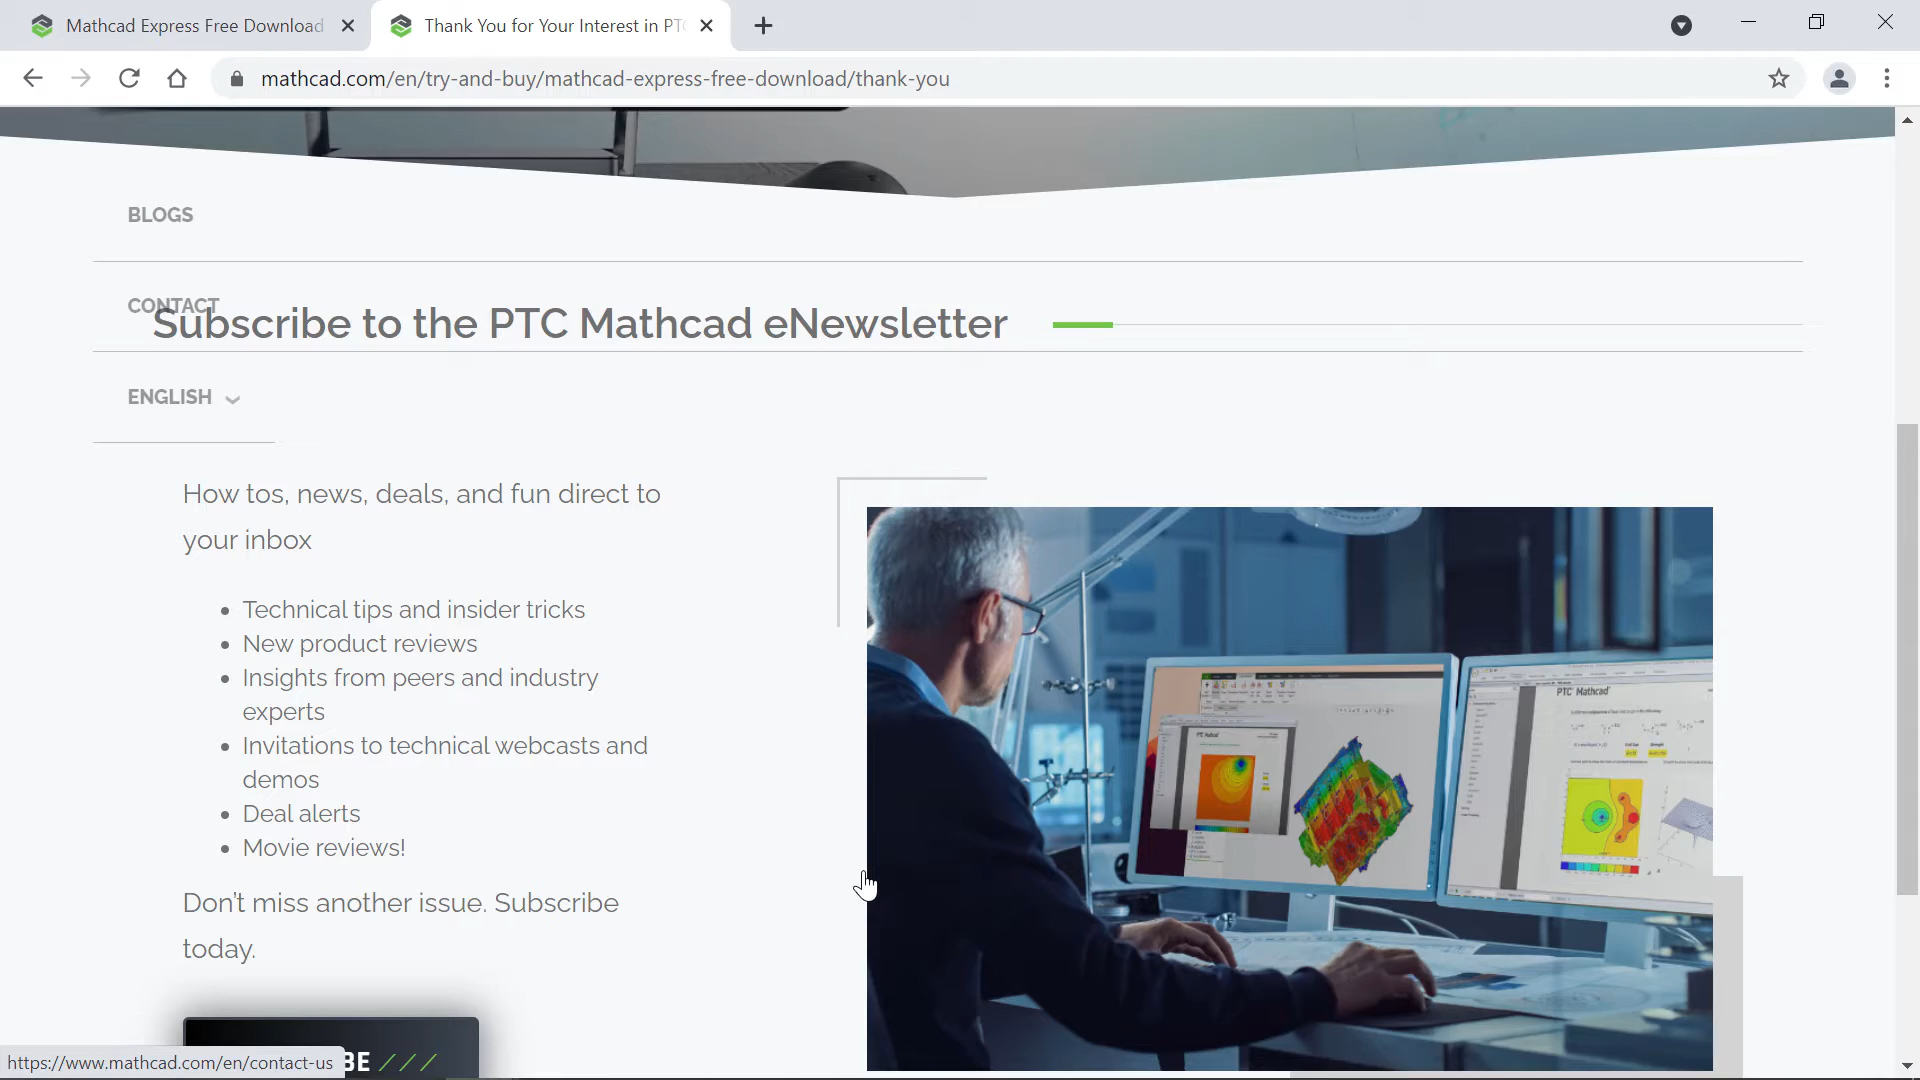 Mathcad Express Free Download
Thank You for Your Interest in PTC
mathcad.com/en/try-and-buy/mathcad-express-free-download/thank-you
BLOGS
CONTACT
Subscribe to the PTC Mathcad eNewsletter
ENGLISH
How tos, news, deals, and fun direct to
your inbox
Technical tips and insider tricks
New product reviews
Insights from peers and industry
experts
Invitations to technical webcasts and
demos
Deal alerts
Movie reviews!
Don't miss another issue. Subscribe
today.
PTC Mathcad
BE ///
https://www.mathcad.com/en/contact-us